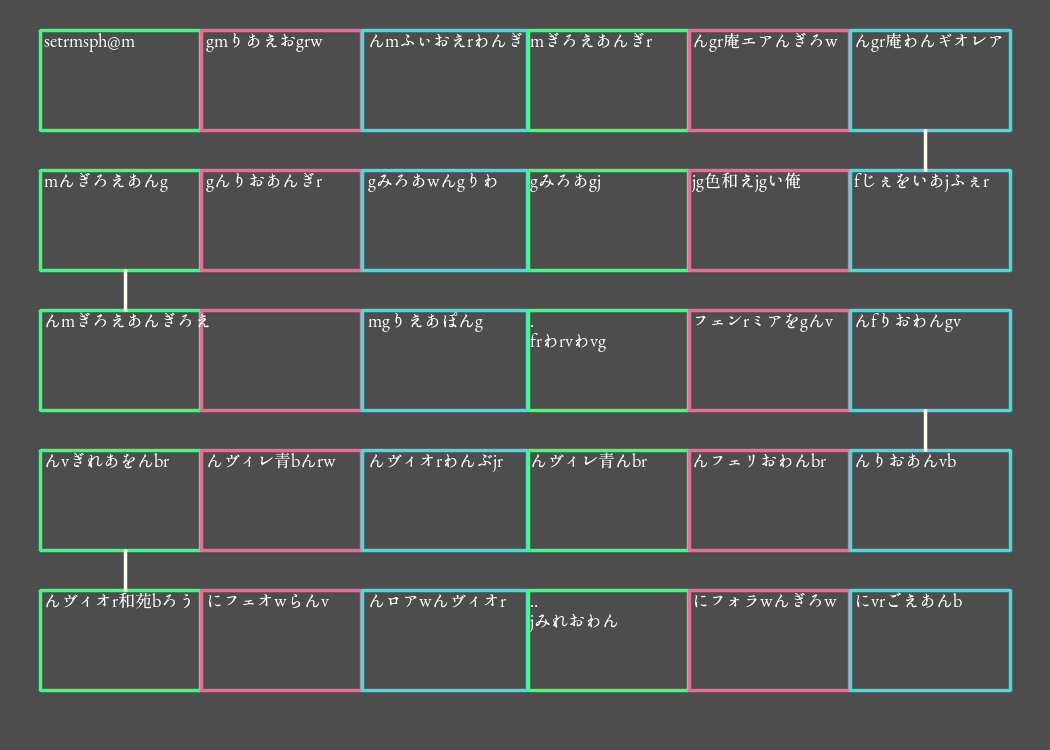 setrmsph@m
gmりあえおgrw
んmふぃおえrわんぎ
mぎろえあんぎr
んgr庵エアんぎろw
んgr庵わんギオレア
mんぎろえあんg
gんりおあんぎr
gみろあwんgりわ
gみろあgj
jg色和えjgい俺
fじぇをいあjふぇr
んmぎろえあんぎろえ
mgりえあぽんg
.
frわrvわvg
フェンrミアをgんv
んfりおわんgv
んvぎれあをんbr
んヴィレ青bんrw
んヴィオrわんぶjr
んヴィレ青んbr
んフェリおわんbr
んりおあんvb
んヴィオr和苑bろう
にフェオwらんv
んロアwんヴィオr
..
jみれおわん
にフォラwんぎろw
にvrごえあんb